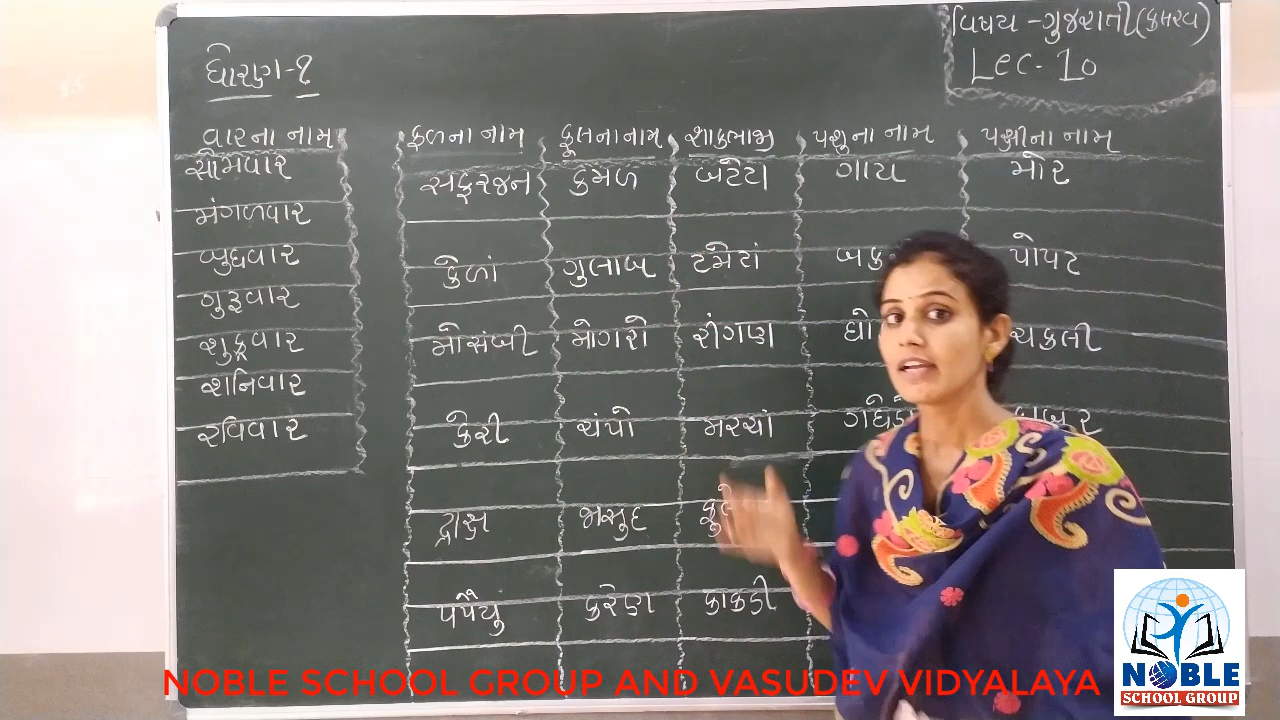 વિષય - ગુજરાતી (કલરવ)
Lec. 10
ધોરણ - ૧
વારના નામ ફળના નામ ફૂલના નામ શાકભાજી પશુના નામ પક્ષીના નામ
સોમવાર સફરજન કમળ બટેટા ગાય મોર
મંગળવાર
બુધવાર કેળાં ગુલાબ ટમેટાં પોપટ
ગુરૂવાર
શુક્રવાર મોસંબી મોગરો રીંગણ ચકલી
શનિવાર
રવિવાર કેરી ચંપો મરચાં
દ્રાક્ષ જાસુદ
પપૈયું કરેણ કાકડી
NOBLE SCHOOL GROUP AND VASUDEV VIDYALAYA
NOBLE
SCHOOL GROUP